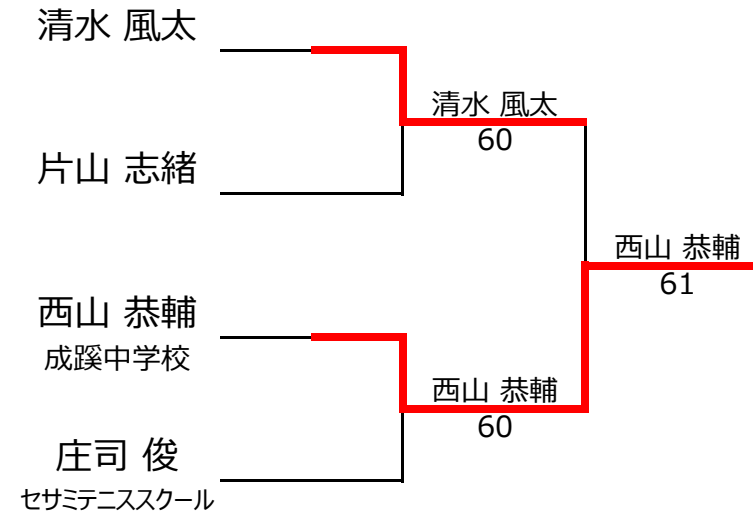 清水 風太
片山 志緒
西山 恭輔
成蹊中学校
庄司 俊
セサミテニススクール
清水 風太
60
西山 恭輔
60
西山 恭輔
61